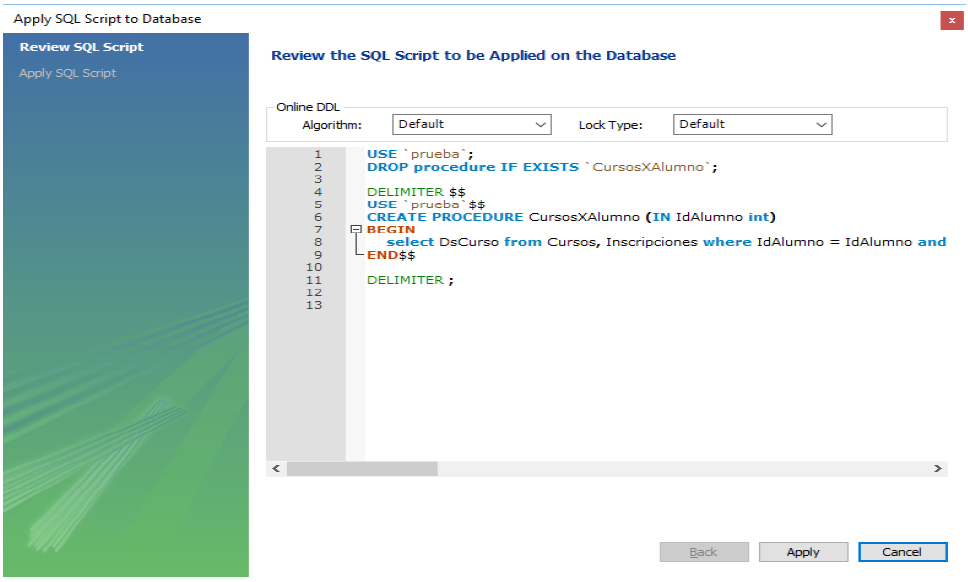 Apply SQL Script to Database
x
Review SQL Script
Apply SQL Script
Review the SQL Script to be Applied on the Database
Online DDL
Algorithm: Default Lock Type: Default
1 USE `prueba`;
2 DROP procedure IF EXISTS `CursosXAlumno`;
3
4 DELIMITER $$
5 USE `prueba`$$
6 CREATE PROCEDURE CursosXAlumno (IN IdAlumno int)
7 BEGIN
8 select DsCurso from Cursos, Inscripciones where IdAlumno = IdAlumno and
9 END$$
10
11 DELIMITER ;
12
13
Back Apply Cancel